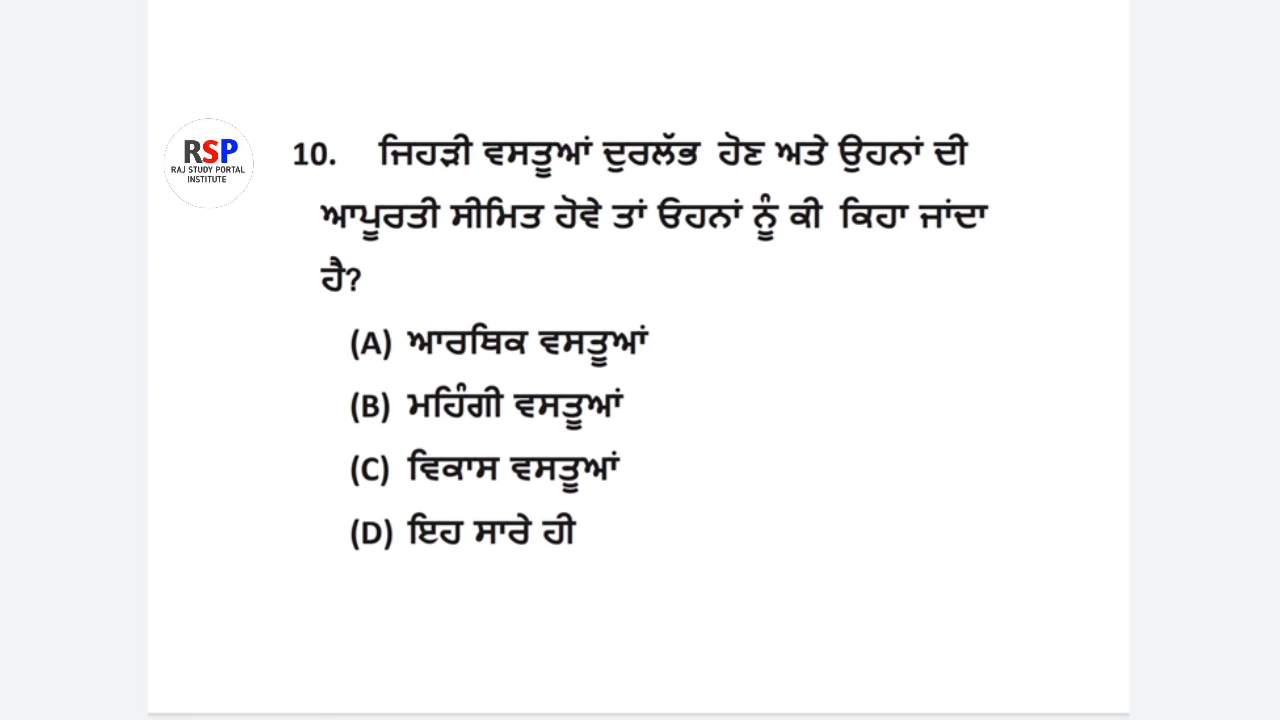 RSP
RAJ STUDY PORTAL
INSTITUTE
10. ਜਿਹੜੀ ਵਸਤੂਆਂ ਦੁਰਲੱਭ ਹੋਣ ਅਤੇ ਉਹਨਾਂ ਦੀ
ਆਪੂਰਤੀ ਸੀਮਿਤ ਹੋਵੇ ਤਾਂ ਓਹਨਾਂ ਨੂੰ ਕੀ ਕਿਹਾ ਜਾਂਦਾ
ਹੈ?
(A) ਆਰਥਿਕ ਵਸਤੂਆਂ
(B) ਮਹਿੰਗੀ ਵਸਤੂਆਂ
(C) ਵਿਕਾਸ ਵਸਤੂਆਂ
(D) ਇਹ ਸਾਰੇ ਹੀ